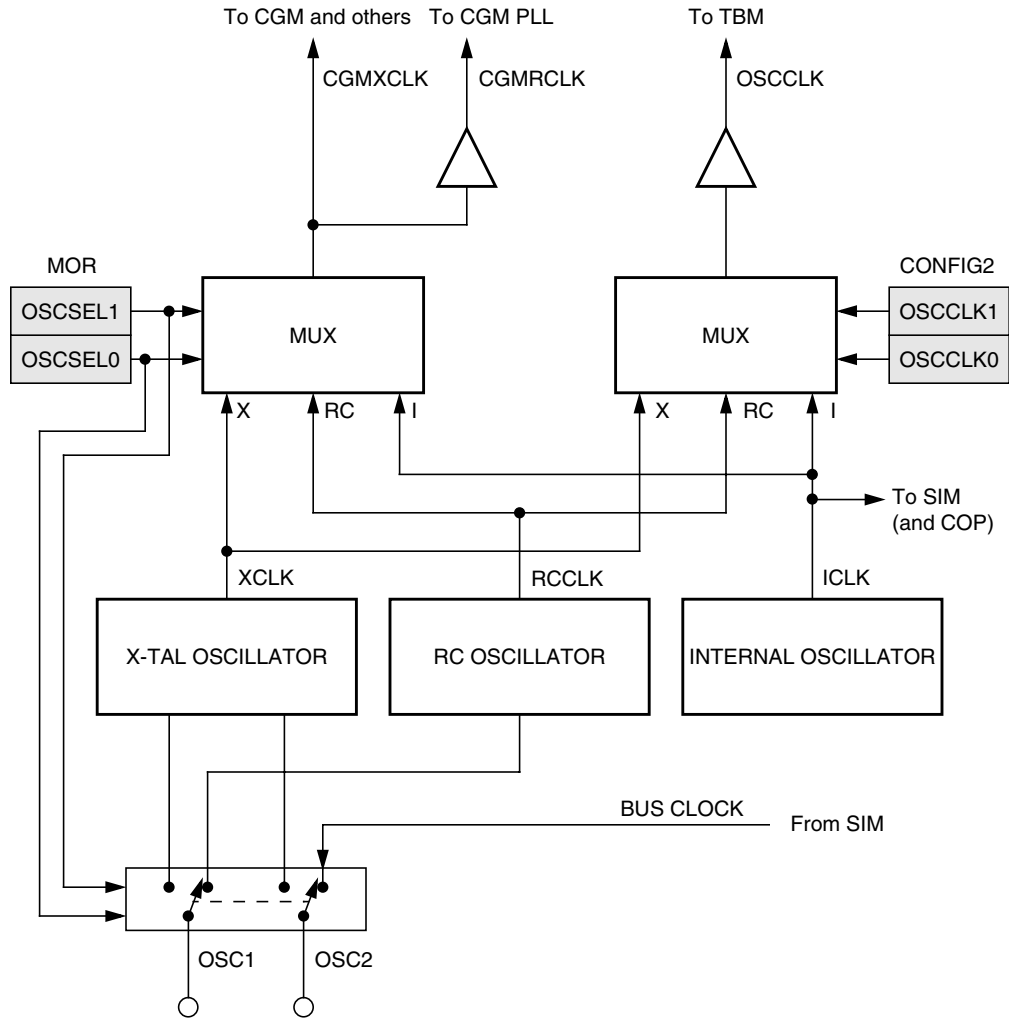 To CGM and others
To CGM PLL
To TBM
CGMXCLK
CGMRCLK
OSCCLK
MOR
CONFIG2
OSCSEL1
OSCSEL0
MUX
MUX
OSCCLK1
OSCCLK0
X
RC
I
X
RC
I
To SIM
(and COP)
XCLK
RCCLK
ICLK
X-TAL OSCILLATOR
RC OSCILLATOR
INTERNAL OSCILLATOR
BUS CLOCK
From SIM
OSC1
OSC2